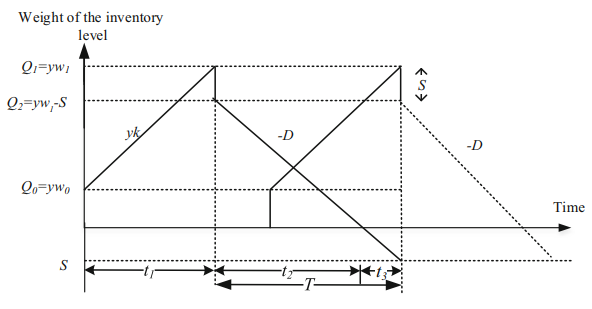 Weight of the inventory
level
Q₁=yw₁
S
Q₂=yw₁-S
yk
-D
-D
Q₀=yw₀
Time
S
t₁
t₂
t₃
T